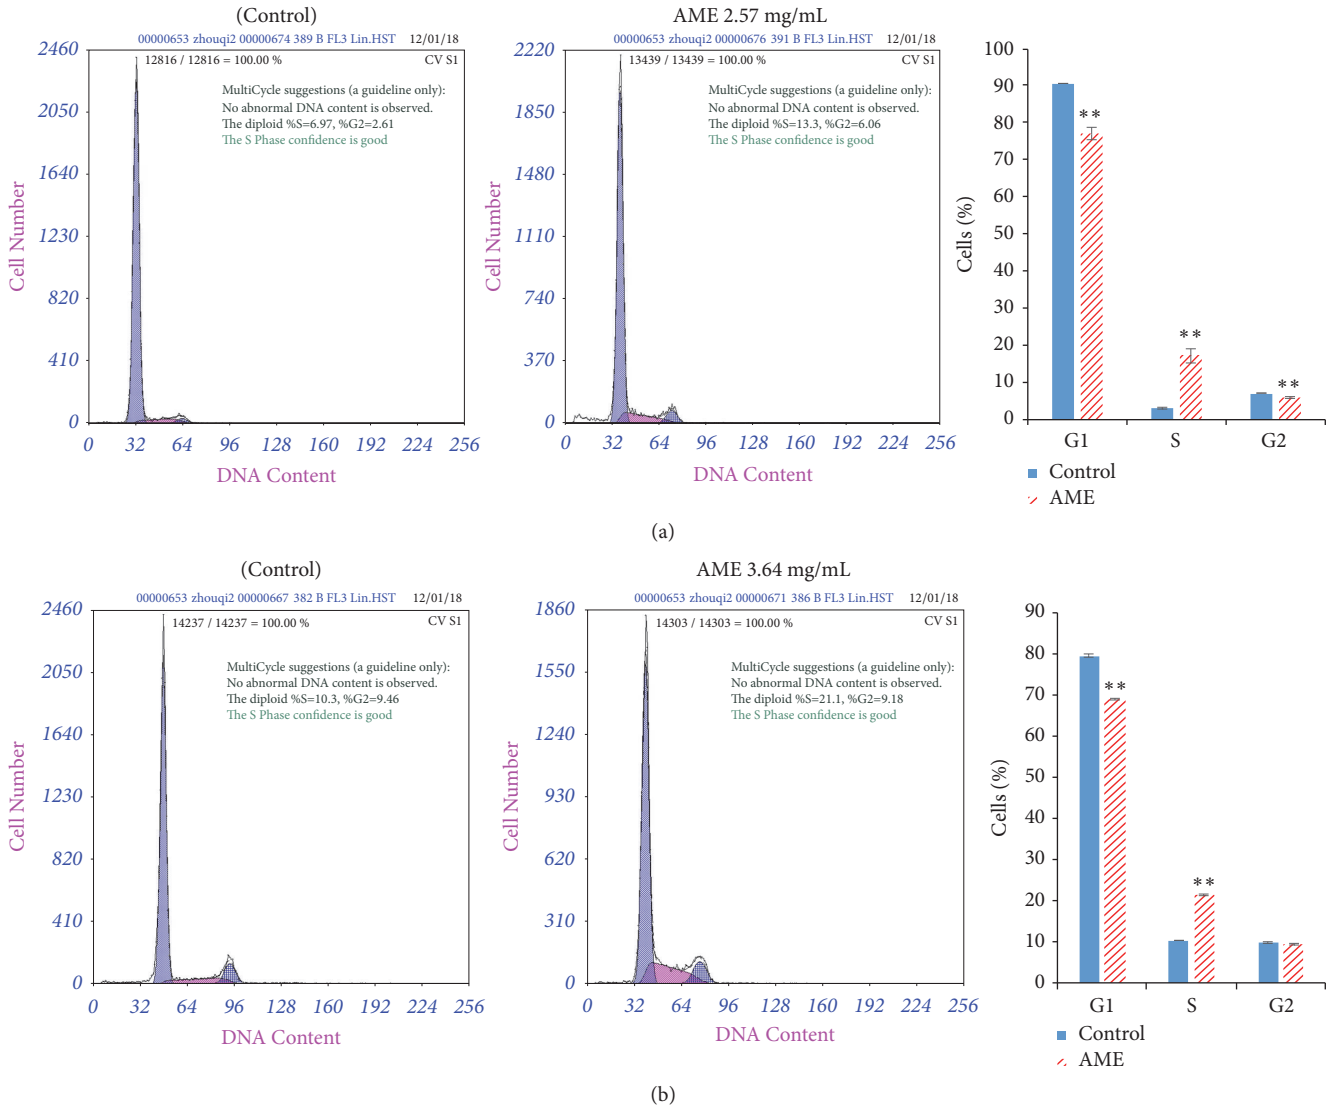 (Control)
00000653 zhouqi2 00000674 389 B FL3 Lin.HST 12/01/18
12816 / 12816 = 100.00 %
CV S1
MultiCycle suggestions (a guideline only):
No abnormal DNA content is observed.
The diploid %S=6.97, %G2=2.61
The S Phase confidence is good
2460
2050
1640
1230
820
410
0
Cell Number
0 32 64 96 128 160 192 224 256
DNA Content
AME 2.57 mg/mL
00000653 zhouqi2 00000676 391 B FL3 Lin.HST 12/01/18
13439 / 13439 = 100.00 %
CV S1
MultiCycle suggestions (a guideline only):
No abnormal DNA content is observed.
The diploid %S=13.3, %G2=6.06
The S Phase confidence is good
2220
1850
1480
1110
740
370
0
Cell Number
0 32 64 96 128 160 192 224 256
DNA Content
100
90
80
70
60
50
40
30
20
10
0
Cells (%)
**
**
**
G1 S G2
Control
AME
(a)
(Control)
00000653 zhouqi2 00000667 382 B FL3 Lin.HST 12/01/18
14237 / 14237 = 100.00 %
CV S1
MultiCycle suggestions (a guideline only):
No abnormal DNA content is observed.
The diploid %S=10.3, %G2=9.46
The S Phase confidence is good
2460
2050
1640
1230
820
410
0
Cell Number
0 32 64 96 128 160 192 224 256
DNA Content
AME 3.64 mg/mL
00000653 zhouqi2 00000671 386 B FL3 Lin.HST 12/01/18
14303 / 14303 = 100.00 %
CV S1
MultiCycle suggestions (a guideline only):
No abnormal DNA content is observed.
The diploid %S=21.1, %G2=9.18
The S Phase confidence is good
1860
1550
1240
930
620
310
0
Cell Number
0 32 64 96 128 160 192 224 256
DNA Content
90
80
70
60
50
40
30
20
10
0
Cells (%)
**
**
G1 S G2
Control
AME
(b)